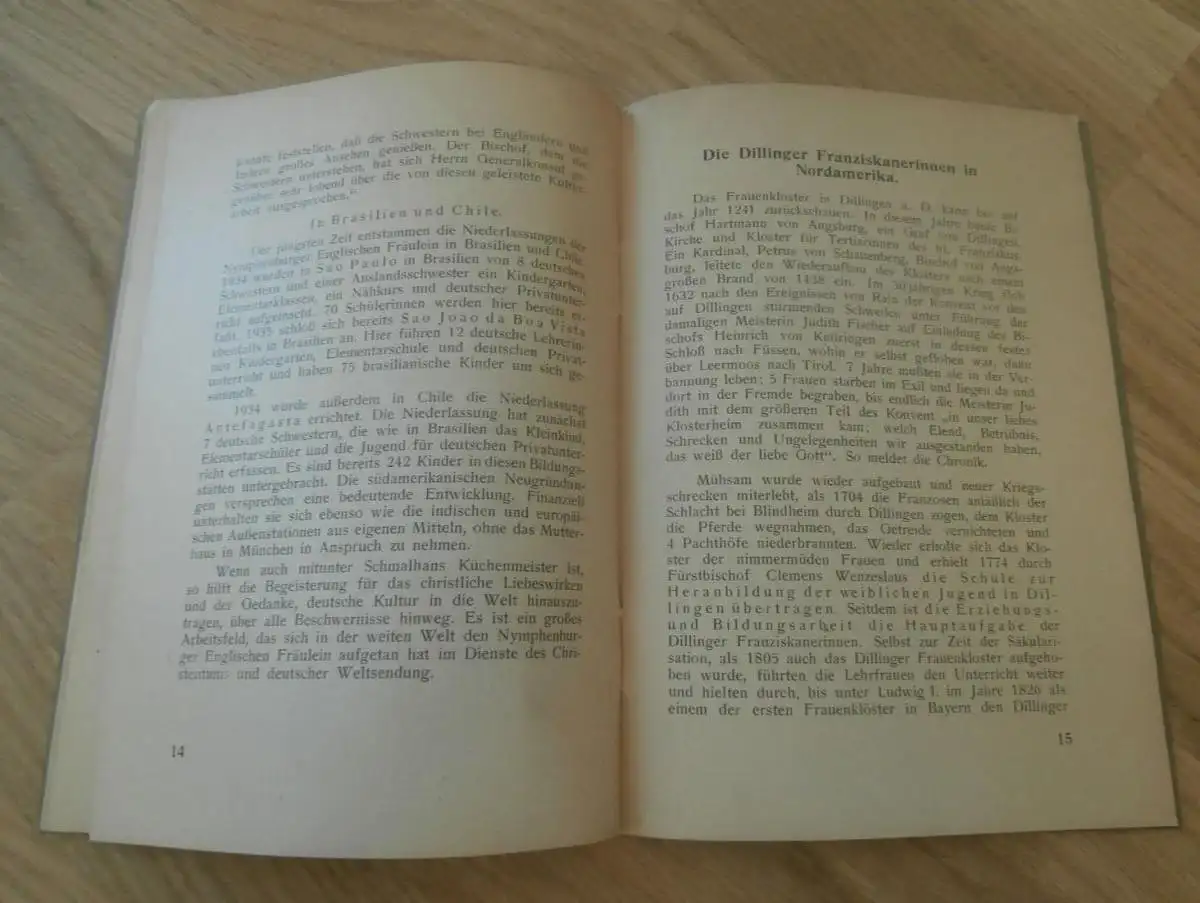 konnte feststellen, daß die Schwestern bei Engländern und
Indern großes Ansehen genießen. Der Bischof, dem die
Schwestern unterstehen, hat sich Herrn Generalkonsul ge-
genüber sehr lobend über die von diesen geleistete Kultur-
arbeit ausgesprochen."
In Brasilien und Chile.
Der jüngsten Zeit entstammen die Niederlassungen der
Nymphenburger Englischen Fräulein in Brasilien und Chile.
1934 wurden in Sao Paulo in Brasilien von 8 deutschen
Schwestern und einer Auslandsschwester ein Kindergarten,
Elementarklassen, ein Nähkurs und deutscher Privatunter-
richt aufgemacht. 70 Schülerinnen werden hier bereits er-
faßt. 1935 schloß sich bereits Sao Joao da Boa Vista
ebenfalls in Brasilien an. Hier führen 12 deutsche Lehrerin-
nen Kindergarten, Elementarschule und deutschen Privat-
unterricht und haben 75 brasilianische Kinder um sich ge-
sammelt.
1934 wurde außerdem in Chile die Niederlassung
Antofagasta errichtet. Die Niederlassung hat zunächst
7 deutsche Schwestern, die wie in Brasilien das Kleinkind,
Elementarschüler und die Jugend für deutschen Privatunter-
richt erfassen. Es sind bereits 242 Kinder in diesen Bildungs-
stätten untergebracht. Die südamerikanischen Neugründun-
gen versprechen eine bedeutende Entwicklung. Finanziell
unterhalten sie sich ebenso wie die indischen und europäi-
schen Außenstationen aus eigenen Mitteln, ohne das Mutter-
haus in München in Anspruch zu nehmen.
Wenn auch mitunter Schmalhans Küchenmeister ist,
so hilft die Begeisterung für das christliche Liebeswirken
und der Gedanke, deutsche Kultur in die Welt hinauszu-
tragen, über alle Beschwernisse hinweg. Es ist ein großes
Arbeitsfeld, das sich in der weiten Welt den Nymphenbur-
ger Englischen Fräulein aufgetan hat im Dienste des Chri-
stentums und deutscher Weltsendung.
14
Die Dillinger Franziskanerinnen in
Nordamerika.
Das Frauenkloster in Dillingen a. D. kann bis auf
das Jahr 1241 zurückschauen. In diesem Jahre baute Bi-
schof Hartmann von Augsburg, ein Graf von Dillingen,
Kirche und Kloster für Tertiarinnen des hl. Franziskus.
Ein Kardinal, Petrus von Schauenberg, Bischof von Augs-
burg, leitete den Wiederaufbau des Klosters nach einem
großen Brand von 1438 ein. Im 30jährigen Krieg floh
1632 nach den Ereignissen von Rain der Konvent vor den
auf Dillingen stürmenden Schweden unter Führung der
damaligen Meisterin Judith Fischer auf Einladung des Bi-
schofs Heinrich von Knöringen zuerst in dessen festes
Schloß nach Füssen, wohin er selbst geflohen war, dann
über Leermoos nach Tirol. 7 Jahre mußten sie in der Ver-
bannung leben; 5 Frauen starben im Exil und liegen da und
dort in der Fremde begraben, bis endlich die Meisterin Ju-
dith mit dem größeren Teil des Konvent „in unser liebes
Klosterheim zusammen kam; welch Elend, Betrübnis,
Schrecken und Ungelegenheiten wir ausgestanden haben,
das weiß der liebe Gott". So meldet die Chronik.
Mühsam wurde wieder aufgebaut und neuer Kriegs-
schrecken miterlebt, als 1704 die Franzosen anläßlich der
Schlacht bei Blindheim durch Dillingen zogen, dem Kloster
die Pferde wegnahmen, das Getreide vernichteten und
4 Pachthöfe niederbrannten. Wieder erholte sich das Klo-
ster der nimmermüden Frauen und erhielt 1774 durch
Fürstbischof Clemens Wenzeslaus die Schule zur
Heranbildung der weiblichen Jugend in Dil-
lingen übertragen. Seitdem ist die Erziehungs-
und Bildungsarbeit die Hauptaufgabe der
Dillinger Franziskanerinnen. Selbst zur Zeit der Säkulari-
sation, als 1805 auch das Dillinger Frauenkloster aufgeho-
ben wurde, führten die Lehrfrauen den Unterricht weiter
und hielten durch, bis unter Ludwig I. im Jahre 1826 als
einem der ersten Frauenklöster in Bayern den Dillinger
15